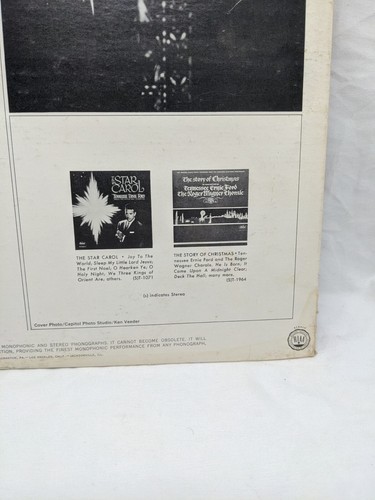 THE
STAR
CAROL
TENNESSEE ERNIE FORD
The story of Christmas
Tennessee Ernie Ford
The Roger Wagner Chorale
THE STAR CAROL • Joy To The
World, Sleep My Little Lord Jesus,
The First Noel, O Hearken Ye, O
Holy Night, We Three Kings of
Orient Are, others.
(S)T-1071
THE STORY OF CHRISTMAS • Ten-
nessee Ernie Ford and The Roger
Wagner Chorale. He Is Born, It
Came Upon A Midnight Clear,
Deck The Hall, many more.
(S)T-1964
(s) Indicates Stereo
Cover Photo/Capitol Photo Studio/Ken Veeder
MONOPHONIC AND STEREO PHONOGRAPHS. IT CANNOT BECOME OBSOLETE. IT WILL
TION, PROVIDING THE FINEST MONOPHONIC PERFORMANCE FROM ANY PHONOGRAPH,
RIAA